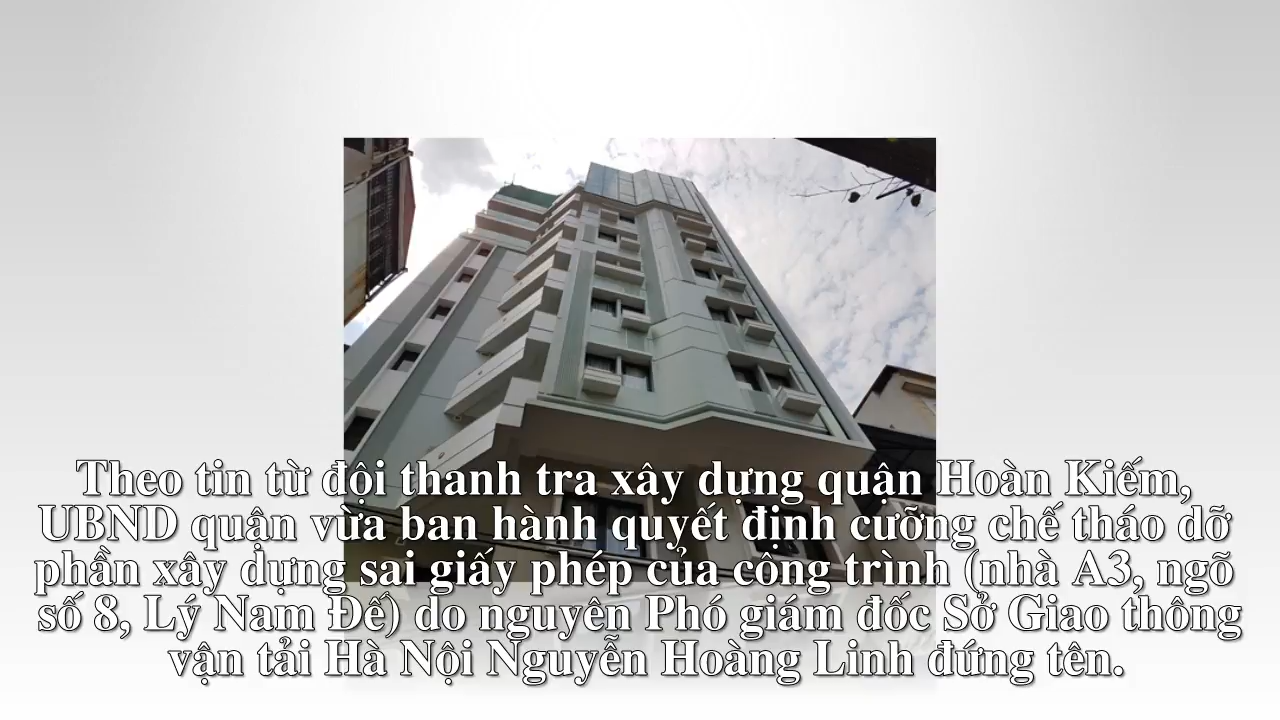 Theo tin từ đội thanh tra xây dựng quận Hoàn Kiếm,
UBND quận vừa ban hành quyết định cưỡng chế tháo dỡ
phần xây dựng sai giấy phép của công trình (nhà A3, ngõ
số 8, Lý Nam Đế) do nguyên Phó giám đốc Sở Giao thông
vận tải Hà Nội Nguyễn Hoàng Linh đứng tên.